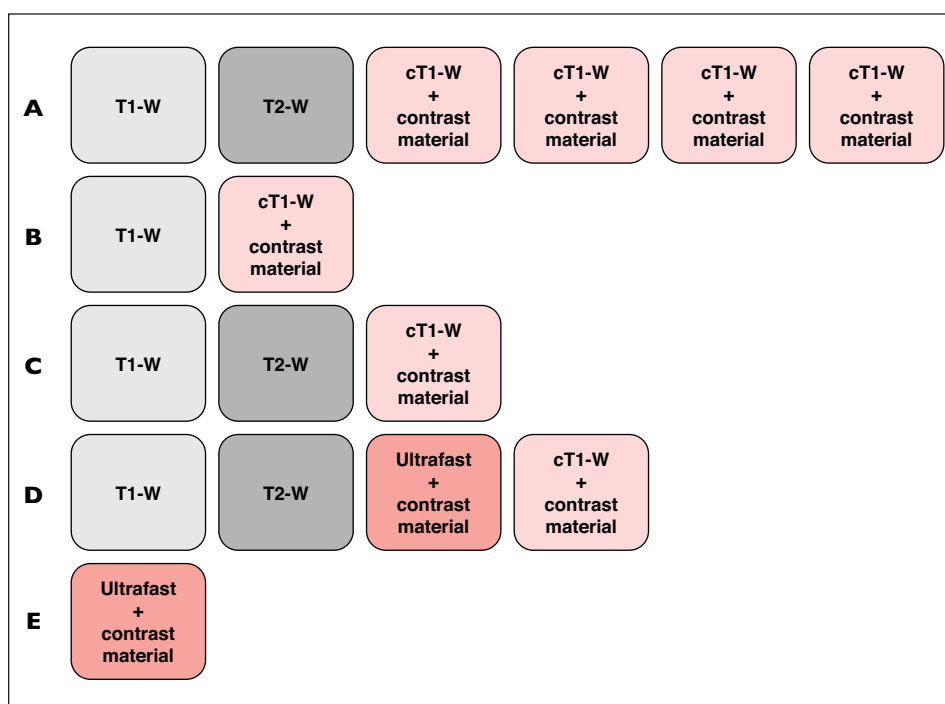 A
T1-W
T2-W
cT1-W
+
contrast
material
cT1-W
+
contrast
material
cT1-W
+
contrast
material
cT1-W
+
contrast
material
B
T1-W
cT1-W
+
contrast
material
C
T1-W
T2-W
cT1-W
+
contrast
material
D
T1-W
T2-W
Ultrafast
+
contrast
material
cT1-W
+
contrast
material
E
Ultrafast
+
contrast
material